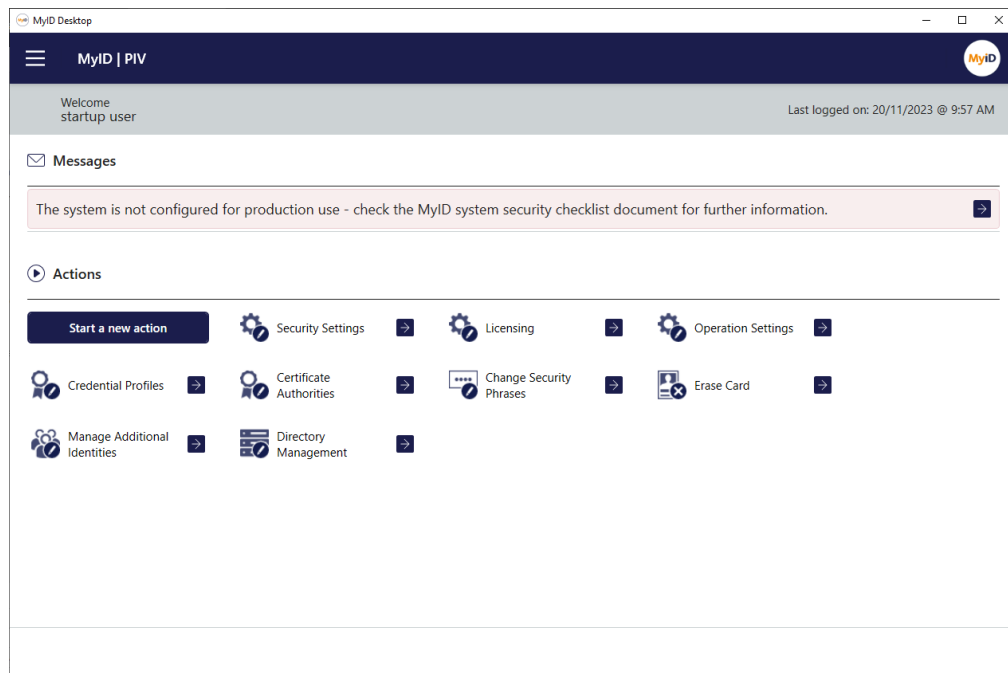 MyID Desktop
MyID | PIV
MyiD
Welcome
startup user
Last logged on: 20/11/2023 @ 9:57 AM
Messages
The system is not configured for production use - check the MyID system security checklist document for further information.
Actions
Start a new action
Security Settings
Licensing
Operation Settings
Credential Profiles
Certificate
Authorities
Change Security
Phrases
Erase Card
Manage Additional
Identities
Directory
Management